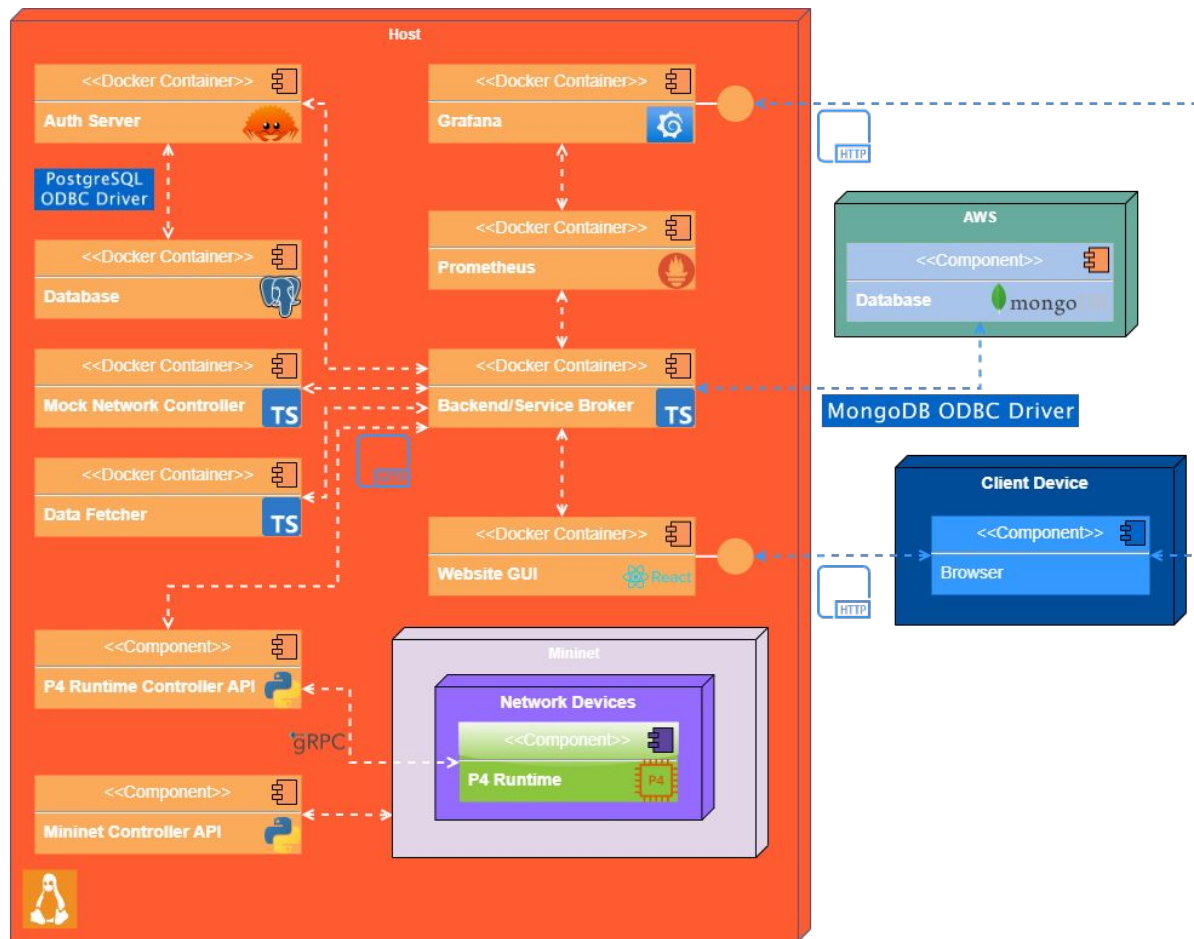 Host
<<Docker Container>>
Auth Server
<<Docker Container>>
Grafana
HTTP
PostgreSQL
ODBC Driver
<<Docker Container>>
Database
<<Docker Container>>
Prometheus
AWS
<<Component>>
Database
mongo
<<Docker Container>>
Mock Network Controller
TS
<<Docker Container>>
Backend/Service Broker
TS
MongoDB ODBC Driver
HTTP
<<Docker Container>>
Data Fetcher
TS
<<Docker Container>>
Website GUI
React
Client Device
<<Component>>
Browser
HTTP
<<Component>>
P4 Runtime Controller API
gRPC
Mininet
Network Devices
<<Component>>
P4 Runtime
P4
<<Component>>
Mininet Controller API